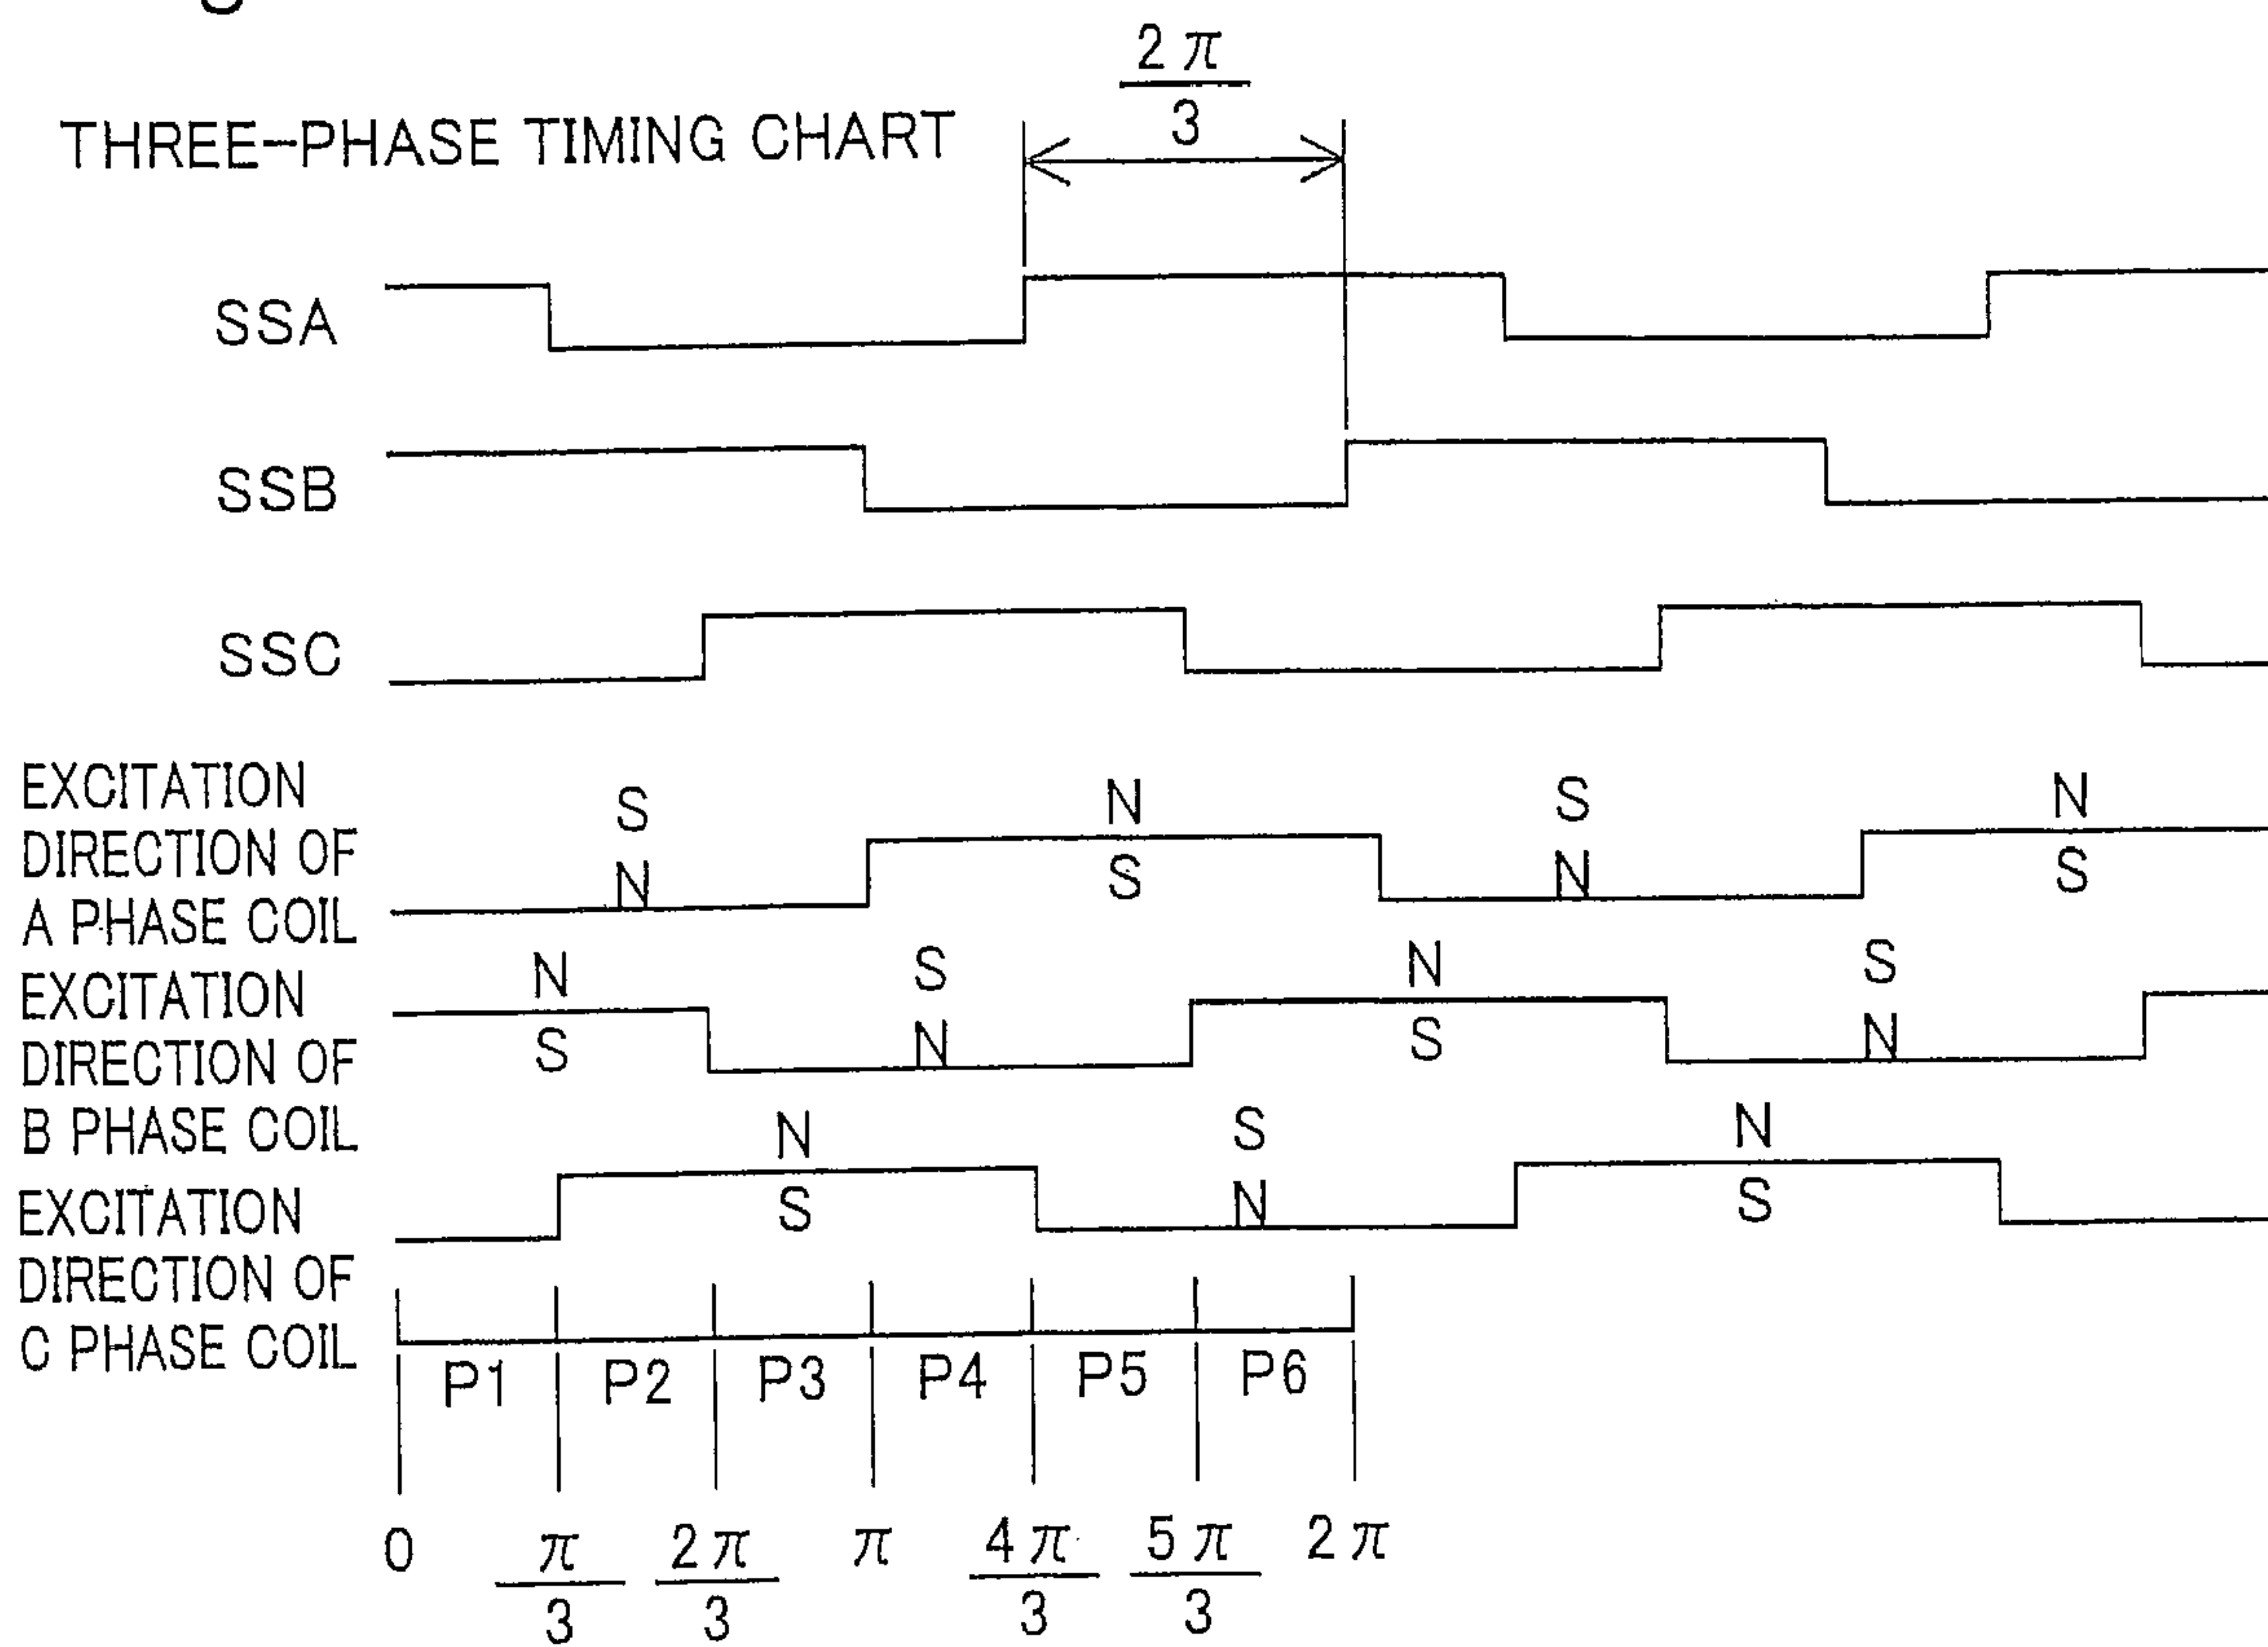 2π
3
THREE-PHASE TIMING CHART
SSA
SSB
SSC
EXCITATION
DIRECTION OF
A PHASE COIL
S N S N
N S N S
EXCITATION
DIRECTION OF
B PHASE COIL
N S N S
S N S N
EXCITATION
DIRECTION OF
C PHASE COIL
N S N
S N S
P1 P2 P3 P4 P5 P6
0 π 2π π 4π 5π 2π
3 3 3 3